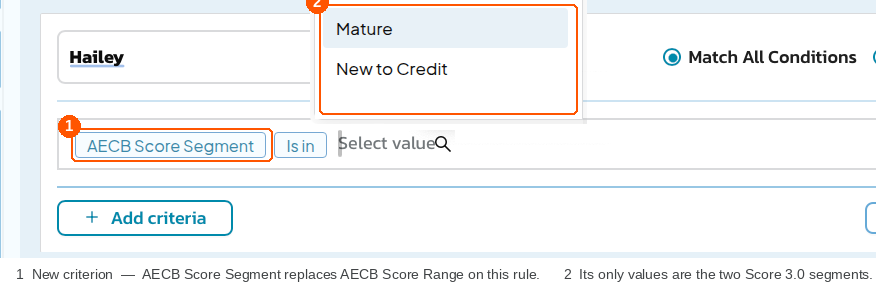 2
Mature
New to Credit
Hailey
Match All Conditions
1
AECB Score Segment Is in Select value
+ Add criteria
1 New criterion — AECB Score Segment replaces AECB Score Range on this rule. 2 Its only values are the two Score 3.0 segments.